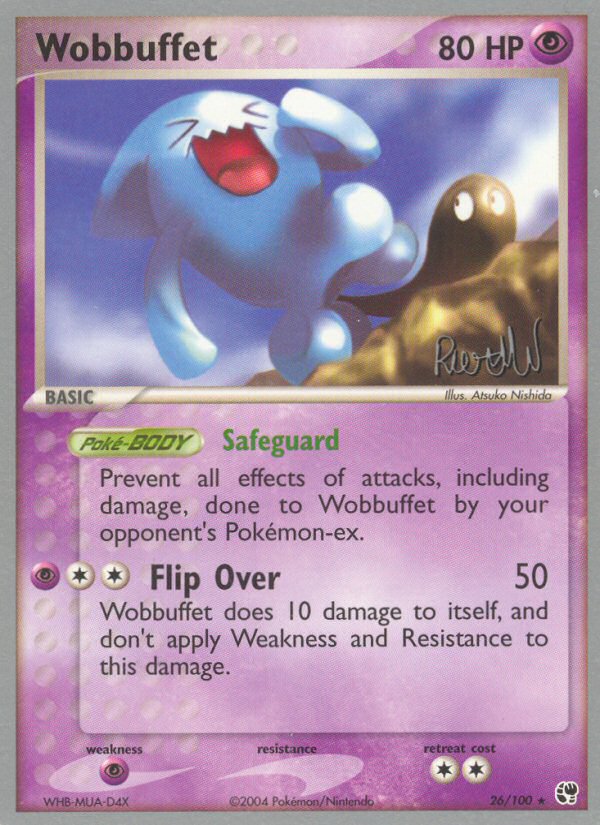 Wobbuffet 80 HP
BASIC
Illus. Atsuko Nishida
Poké-BODY Safeguard
Prevent all effects of attacks, including
damage, done to Wobbuffet by your
opponent's Pokémon-ex.
Flip Over 50
Wobbuffet does 10 damage to itself, and
don't apply Weakness and Resistance to
this damage.
weakness resistance retreat cost
WHB-MUA-D4X ©2004 Pokémon/Nintendo 26/100 ★